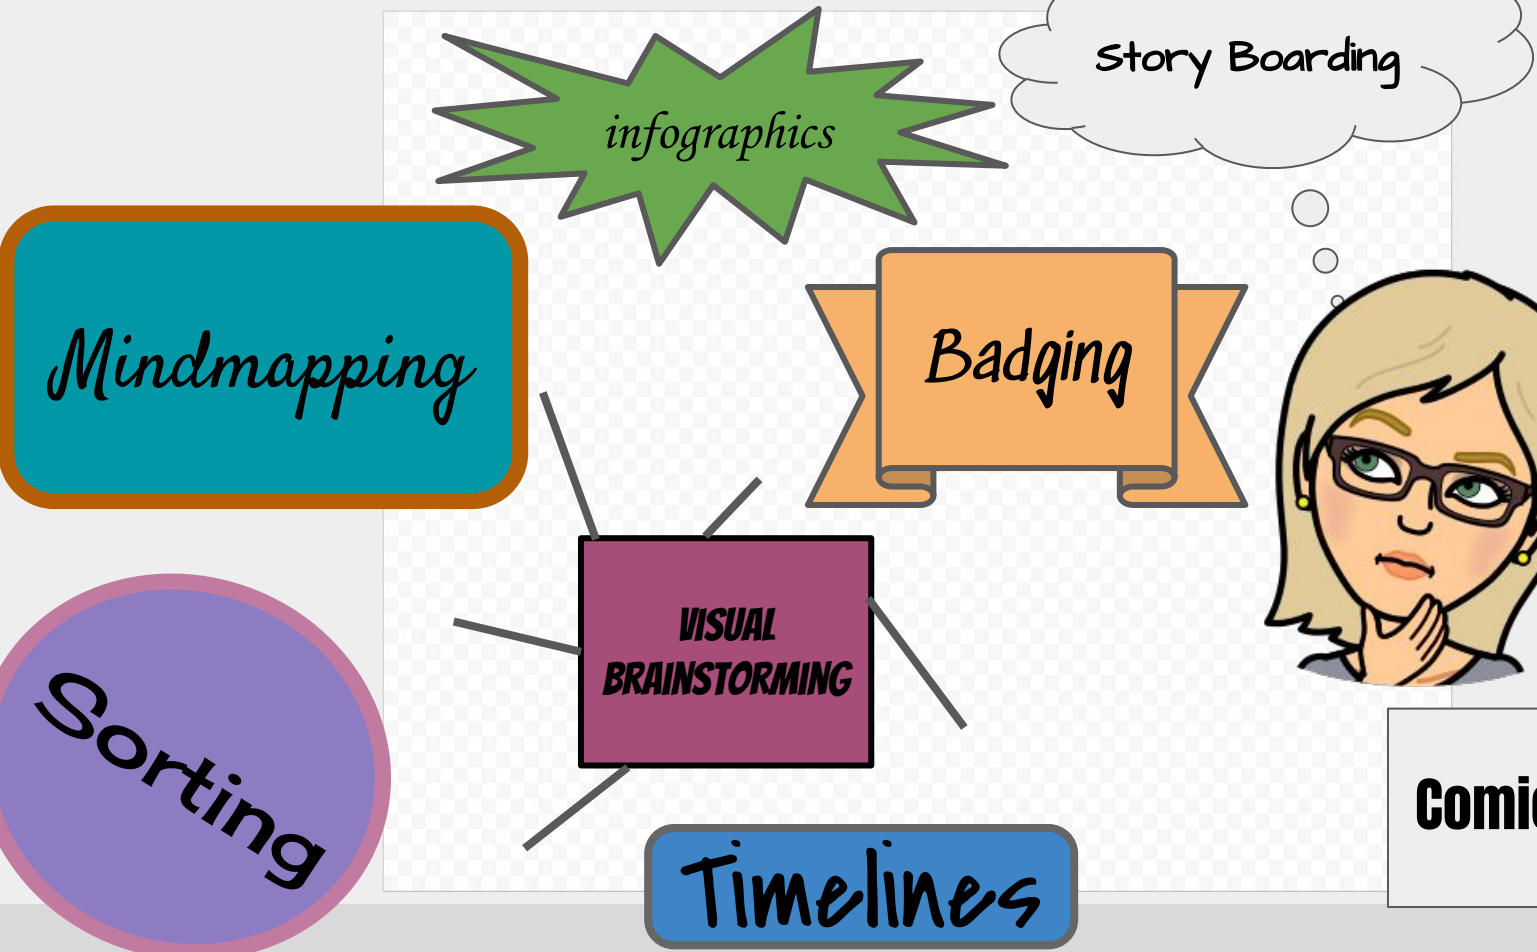 Story Boarding
infographics
Mindmapping
Badging
VISUAL
BRAINSTORMING
Sorting
Timelines